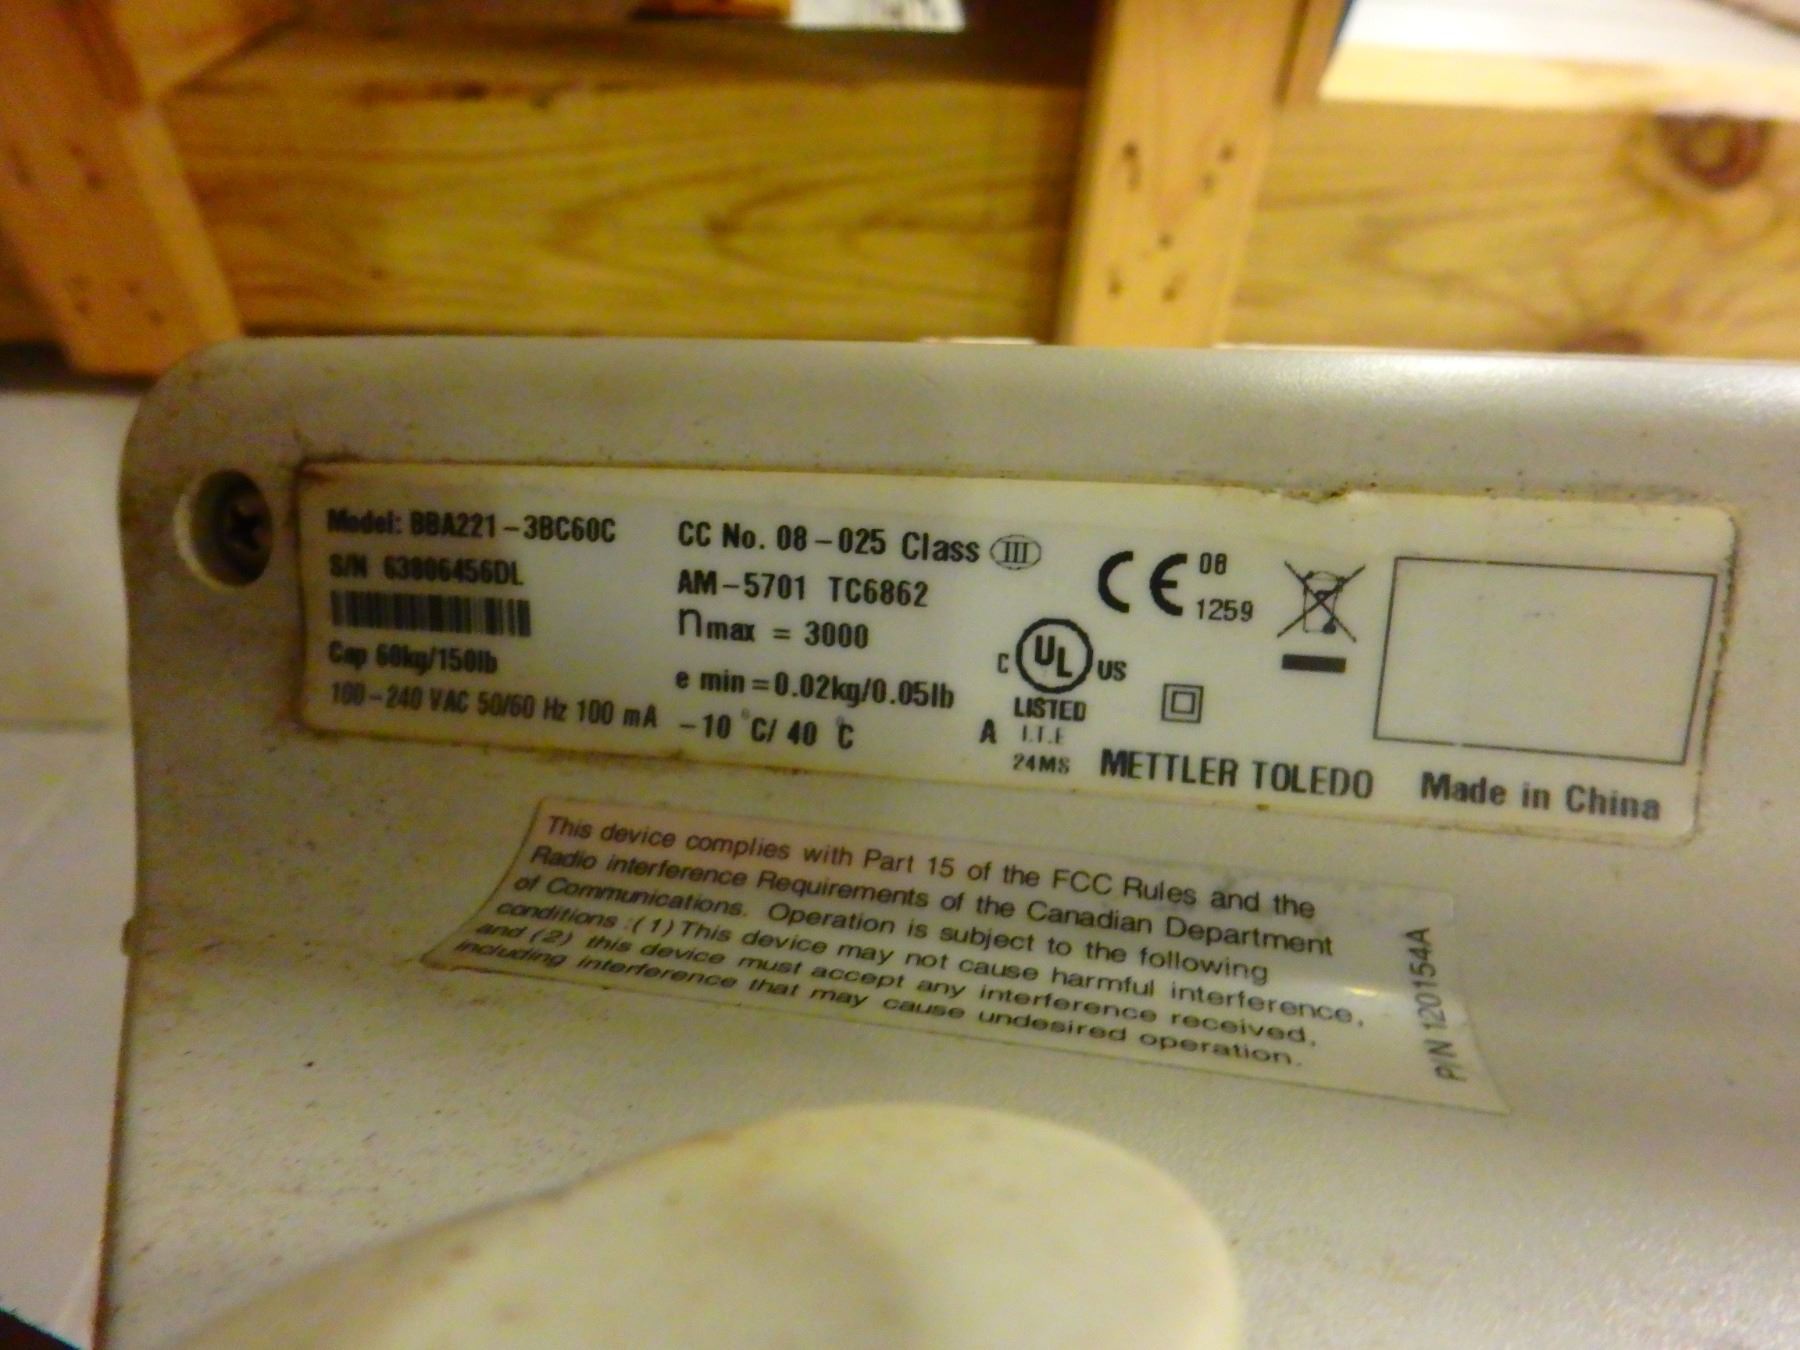 Model: BBA221-3BC60C
S/N 63806456DL
Cap 60kg/150lb
100-240 VAC 50/60 Hz 100 mA
CC No. 08-025 Class III
AM-5701 TC6862
nmax = 3000
e min=0.02kg/0.05lb
-10 °C/ 40 °C
CE 08
1259
C UL US
LISTED
A I.T.E
24MS
METTLER TOLEDO
Made in China
This device complies with Part 15 of the FCC Rules and the
Radio interference Requirements of the Canadian Department
of Communications. Operation is subject to the following
conditions :(1) This device may not cause harmful interference,
and (2) this device must accept any interference received,
including interference that may cause undesired operation.
P/N 120154A